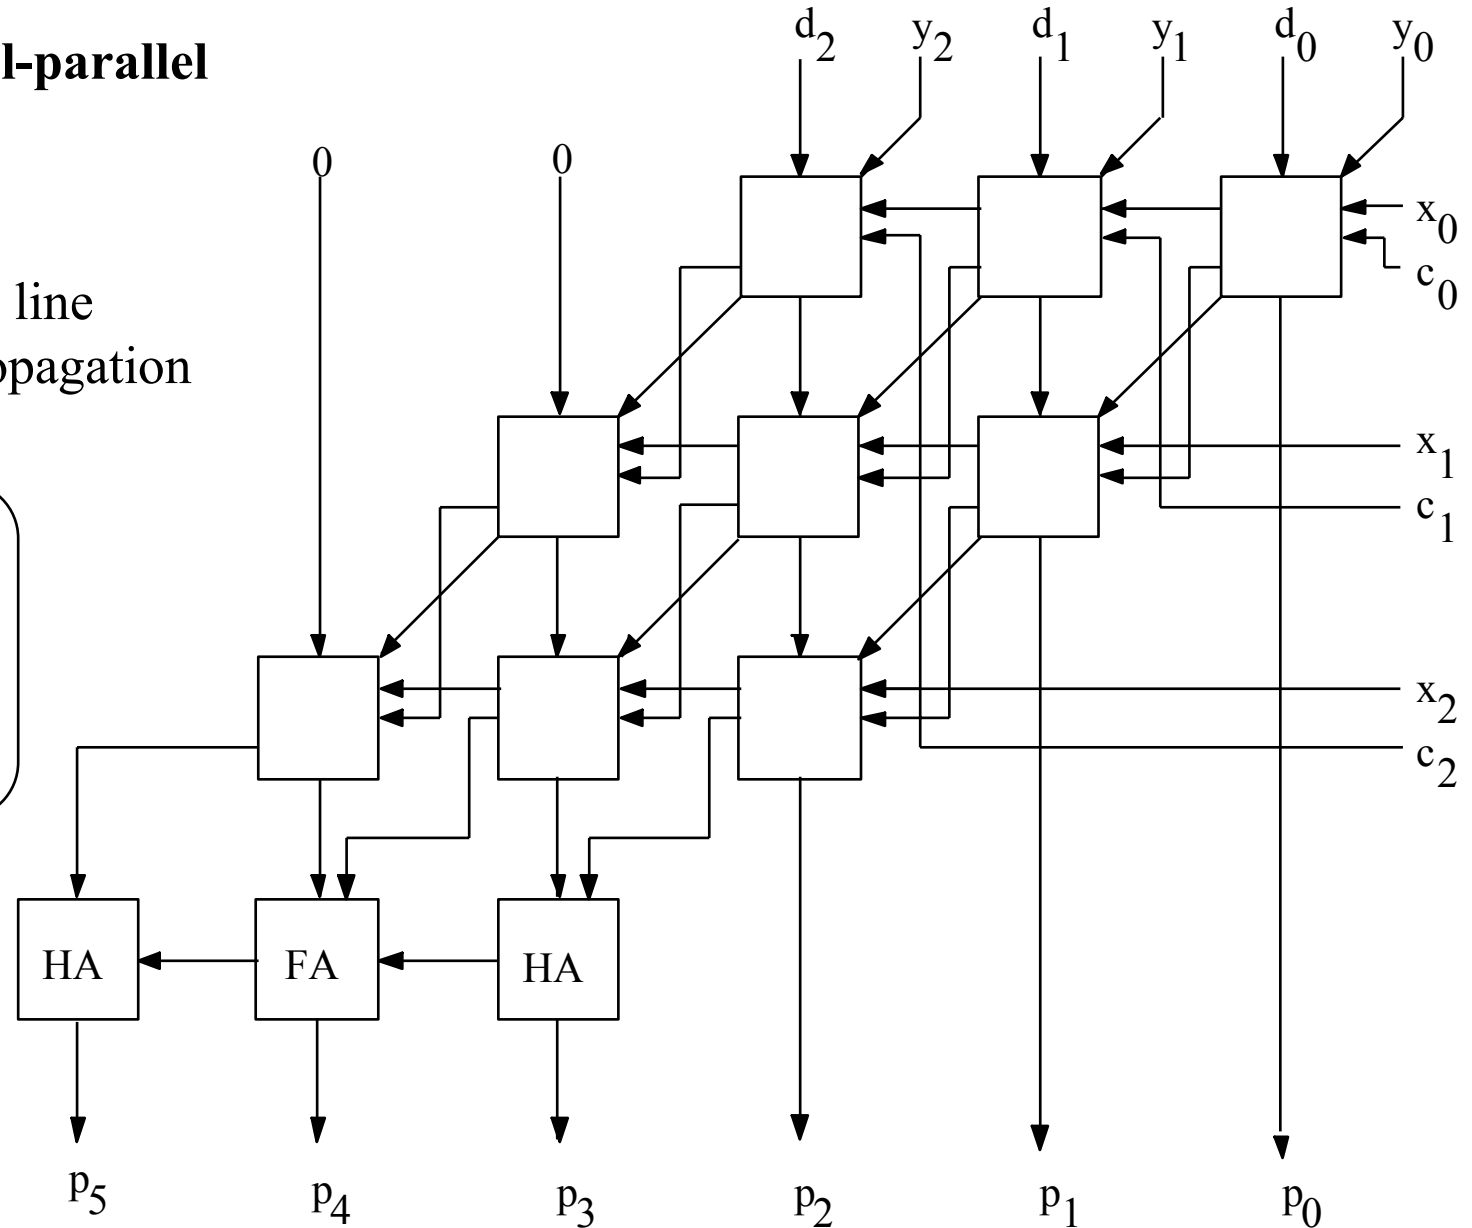 d2 y2 d1 y1 d0 y0
l-parallel
0 0
x0
c0
line
opagation
x1
c1
x2
c2
HA FA HA
p5 p4 p3 p2 p1 p0